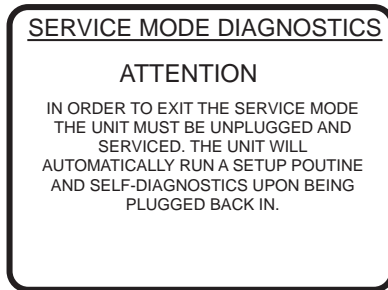 SERVICE MODE DIAGNOSTICS
ATTENTION
IN ORDER TO EXIT THE SERVICE MODE
THE UNIT MUST BE UNPLUGGED AND
SERVICED. THE UNIT WILL
AUTOMATICALLY RUN A SETUP POUTINE
AND SELF-DIAGNOSTICS UPON BEING
PLUGGED BACK IN.